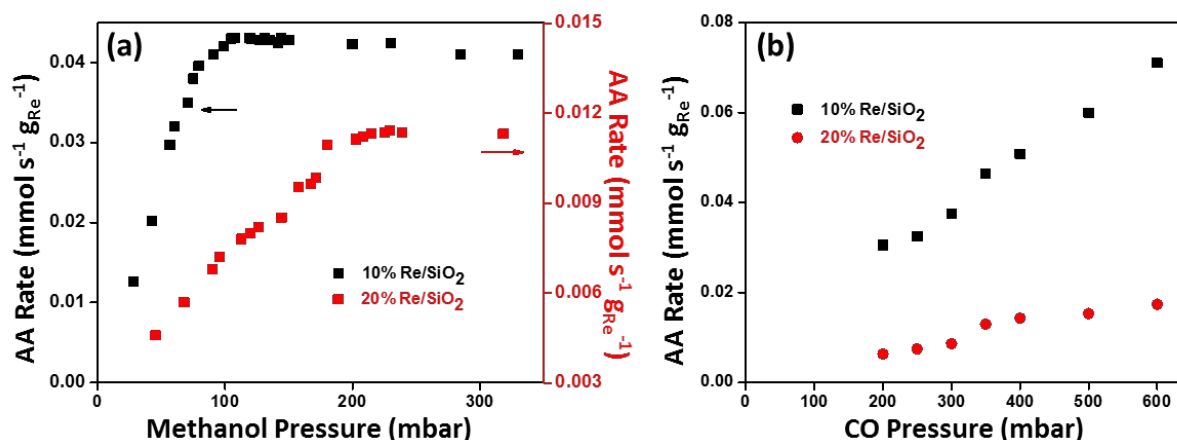 (a)
AA Rate (mmol s⁻¹ g_Re⁻¹)
0.04
0.03
0.02
0.01
0.00
10% Re/SiO₂
20% Re/SiO₂
0
100
200
300
Methanol Pressure (mbar)
0.015
0.012
0.009
0.006
0.003
AA Rate (mmol s⁻¹ g_Re⁻¹)
(b)
AA Rate (mmol s⁻¹ g_Re⁻¹)
0.08
0.06
0.04
0.02
0.00
10% Re/SiO₂
20% Re/SiO₂
0
100
200
300
400
500
600
CO Pressure (mbar)